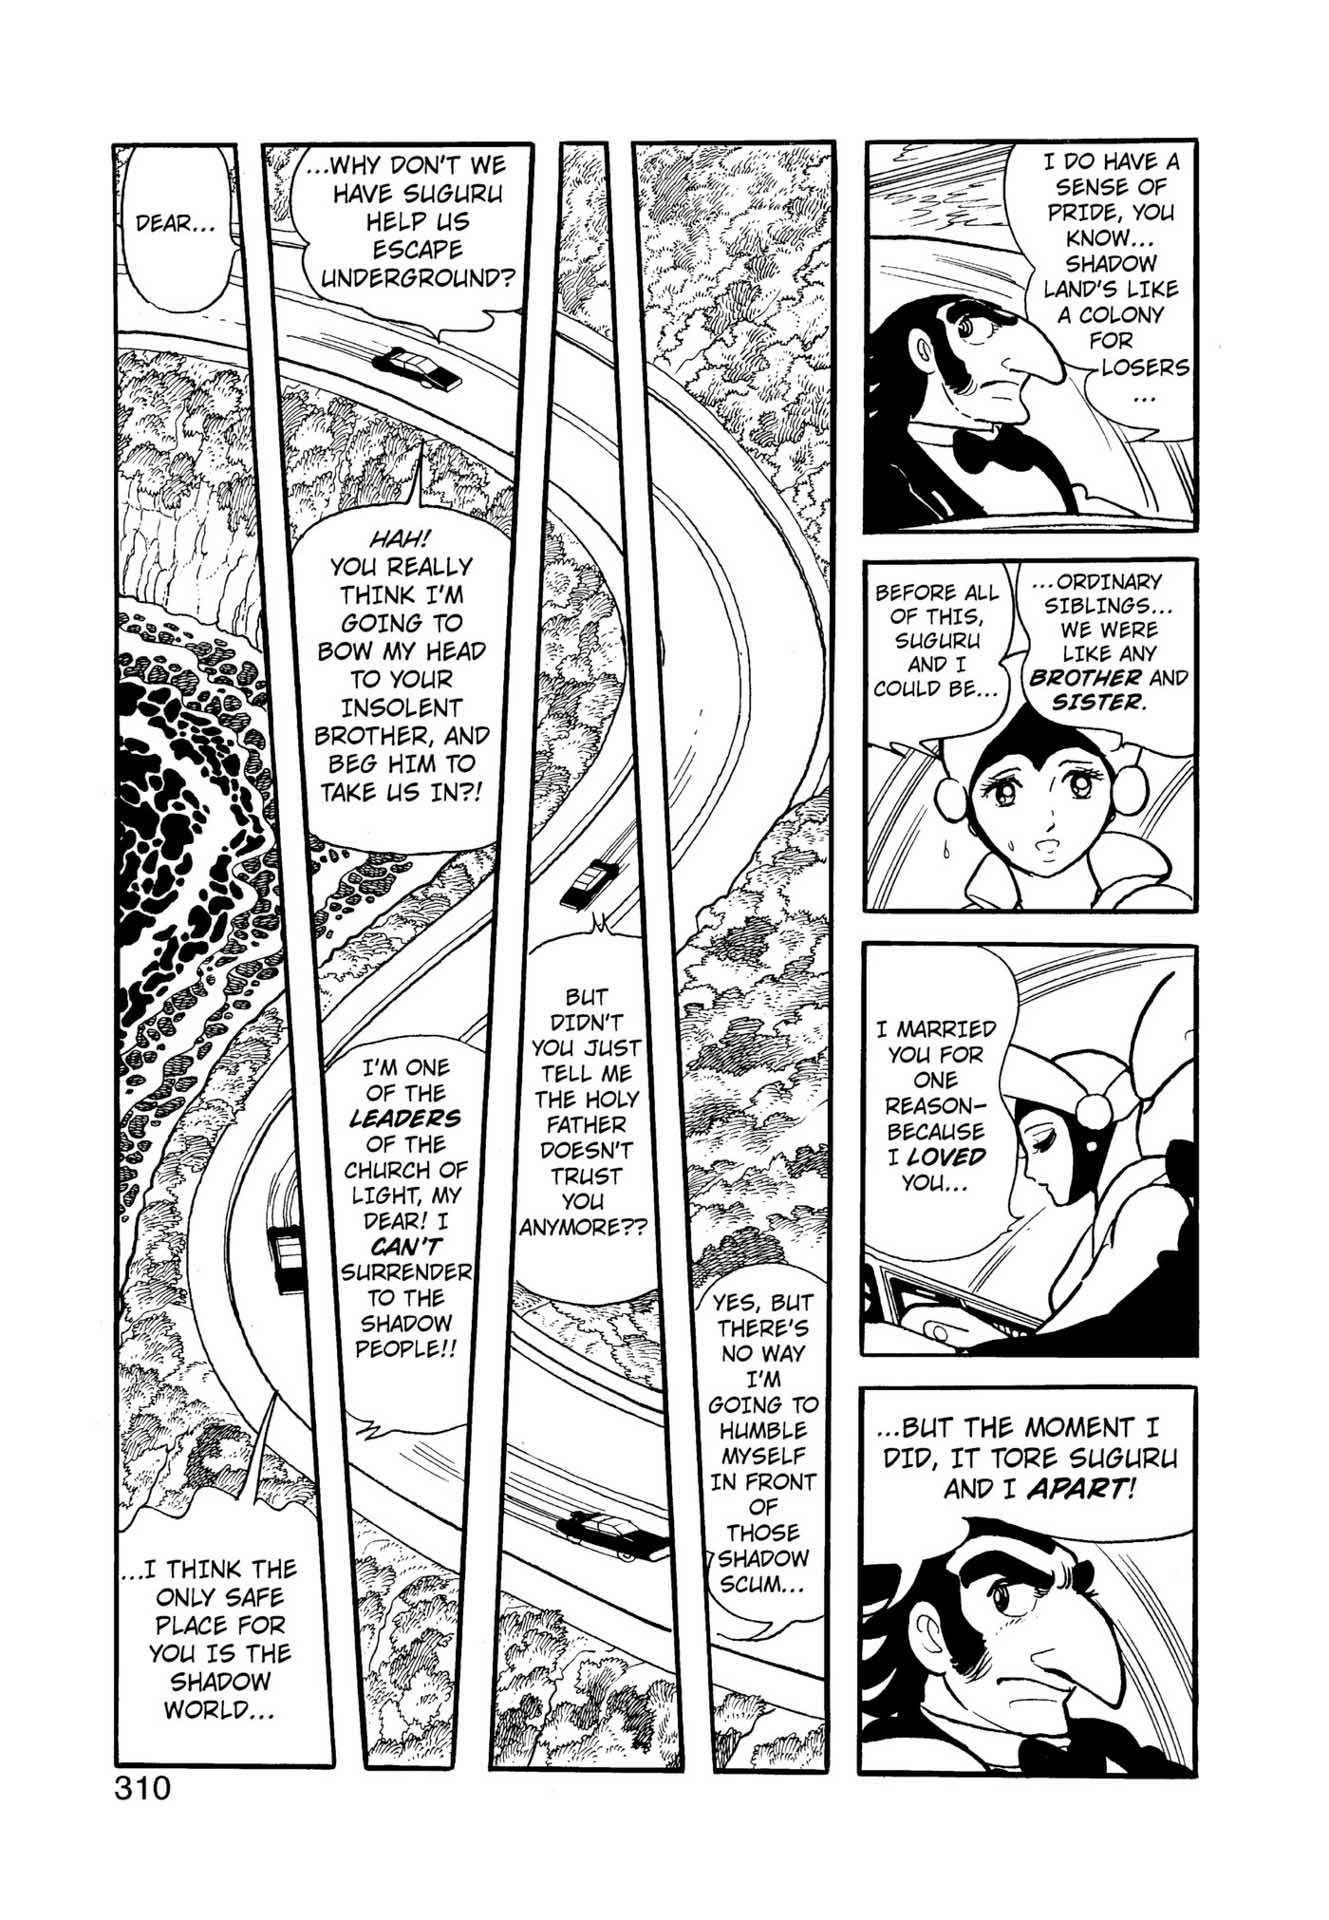 DEAR...
...I THINK THE
ONLY SAFE
PLACE FOR
YOU IS THE
SHADOW
WORLD...
...WHY DON'T WE
HAVE SUGURU
HELP US
ESCAPE
UNDERGROUND?
HAH!
YOU REALLY
THINK I'M
GOING TO
BOW MY HEAD
TO YOUR
INSOLENT
BROTHER, AND
BEG HIM TO
TAKE US IN?!
I'M ONE
OF THE
LEADERS
OF THE
CHURCH OF
LIGHT, MY
DEAR! I
CAN'T
SURRENDER
TO THE
SHADOW
PEOPLE!!
BUT
DIDN'T
YOU JUST
TELL ME
THE HOLY
FATHER
DOESN'T
TRUST
YOU
ANYMORE??
YES, BUT
THERE'S
NO WAY
I'M
GOING TO
HUMBLE
MYSELF
IN FRONT
OF
THOSE
SHADOW
SCUM...
I DO HAVE A
SENSE OF
PRIDE, YOU
KNOW...
SHADOW
LAND'S LIKE
A COLONY
FOR
LOSERS
...
BEFORE ALL
OF THIS,
SUGURU
AND I
COULD BE...
...ORDINARY
SIBLINGS...
WE WERE
LIKE ANY
BROTHER AND
SISTER.
I MARRIED
YOU FOR
ONE
REASON–
BECAUSE
I LOVED
YOU...
...BUT THE MOMENT I
DID, IT TORE SUGURU
AND I APART!
310